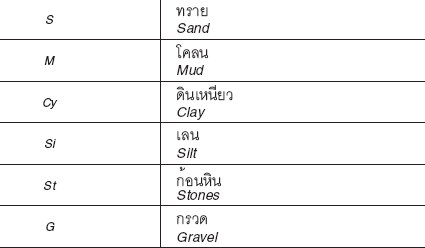 S
ทราย
Sand
M
โคลน
Mud
Cy
ดินเหนียว
Clay
Si
เลน
Silt
St
ก้อนหิน
Stones
G
กรวด
Gravel